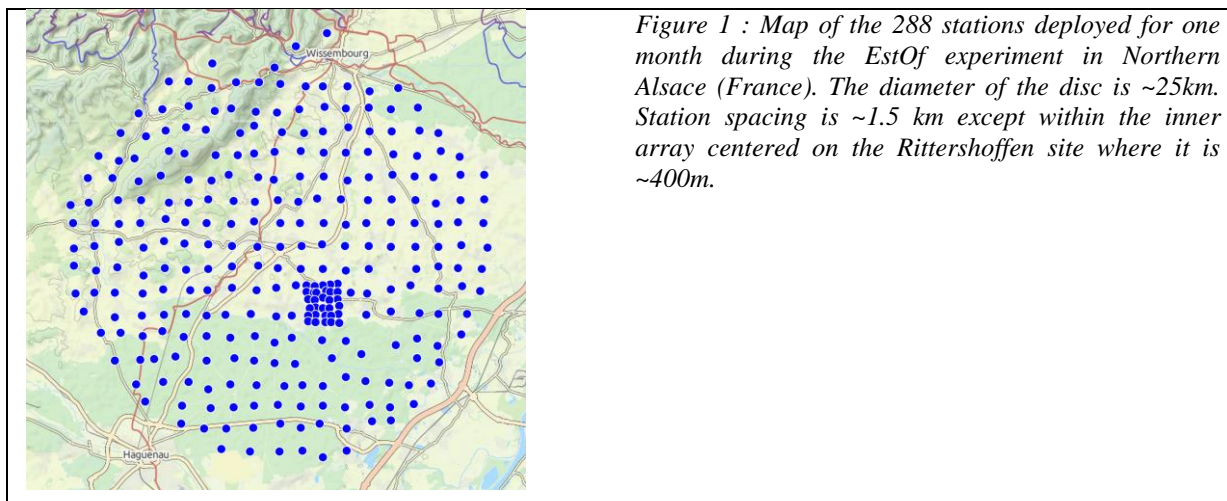 Wissembourg
Haguenau
Figure 1 : Map of the 288 stations deployed for one
month during the EstOf experiment in Northern
Alsace (France). The diameter of the disc is ~25km.
Station spacing is ~1.5 km except within the inner
array centered on the Rittershoffen site where it is
~400m.